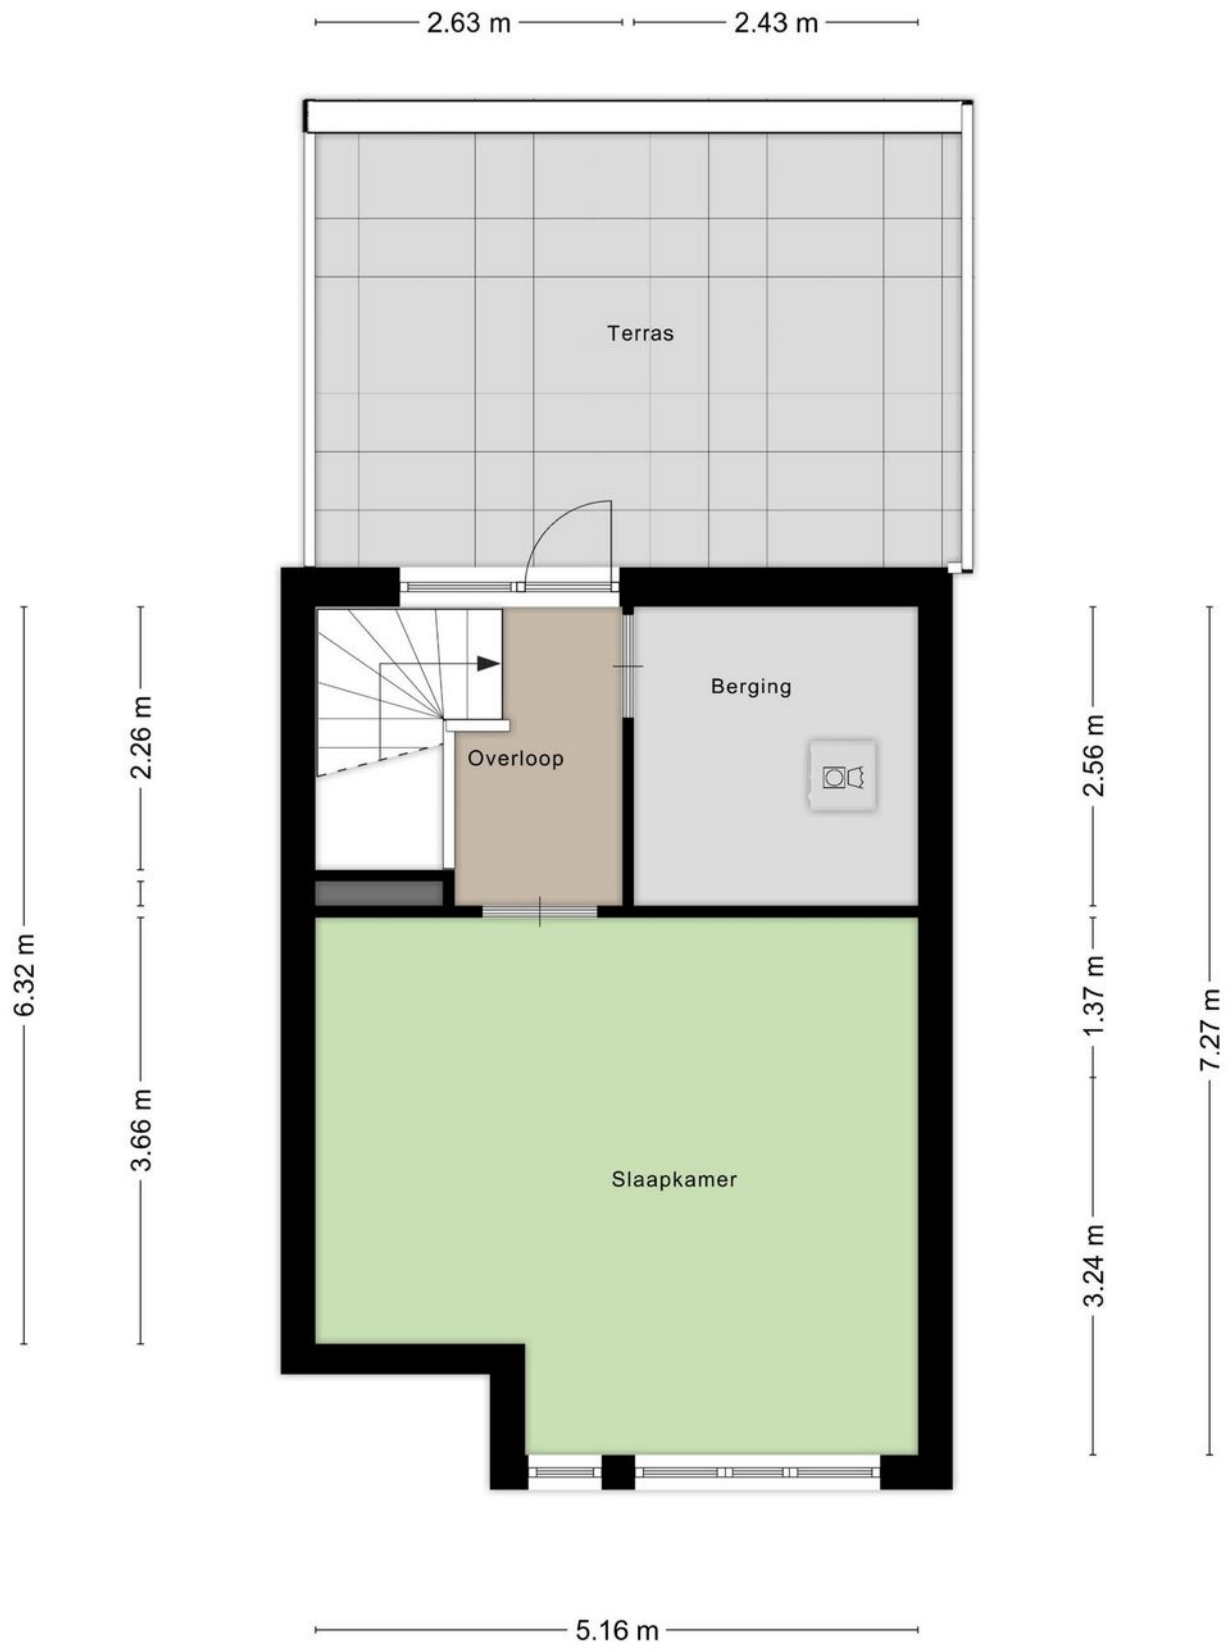 2.63 m
2.43 m
Terras
Berging
Overloop
2.26 m
2.56 m
6.32 m
1.37 m
7.27 m
3.66 m
Slaapkamer
3.24 m
5.16 m